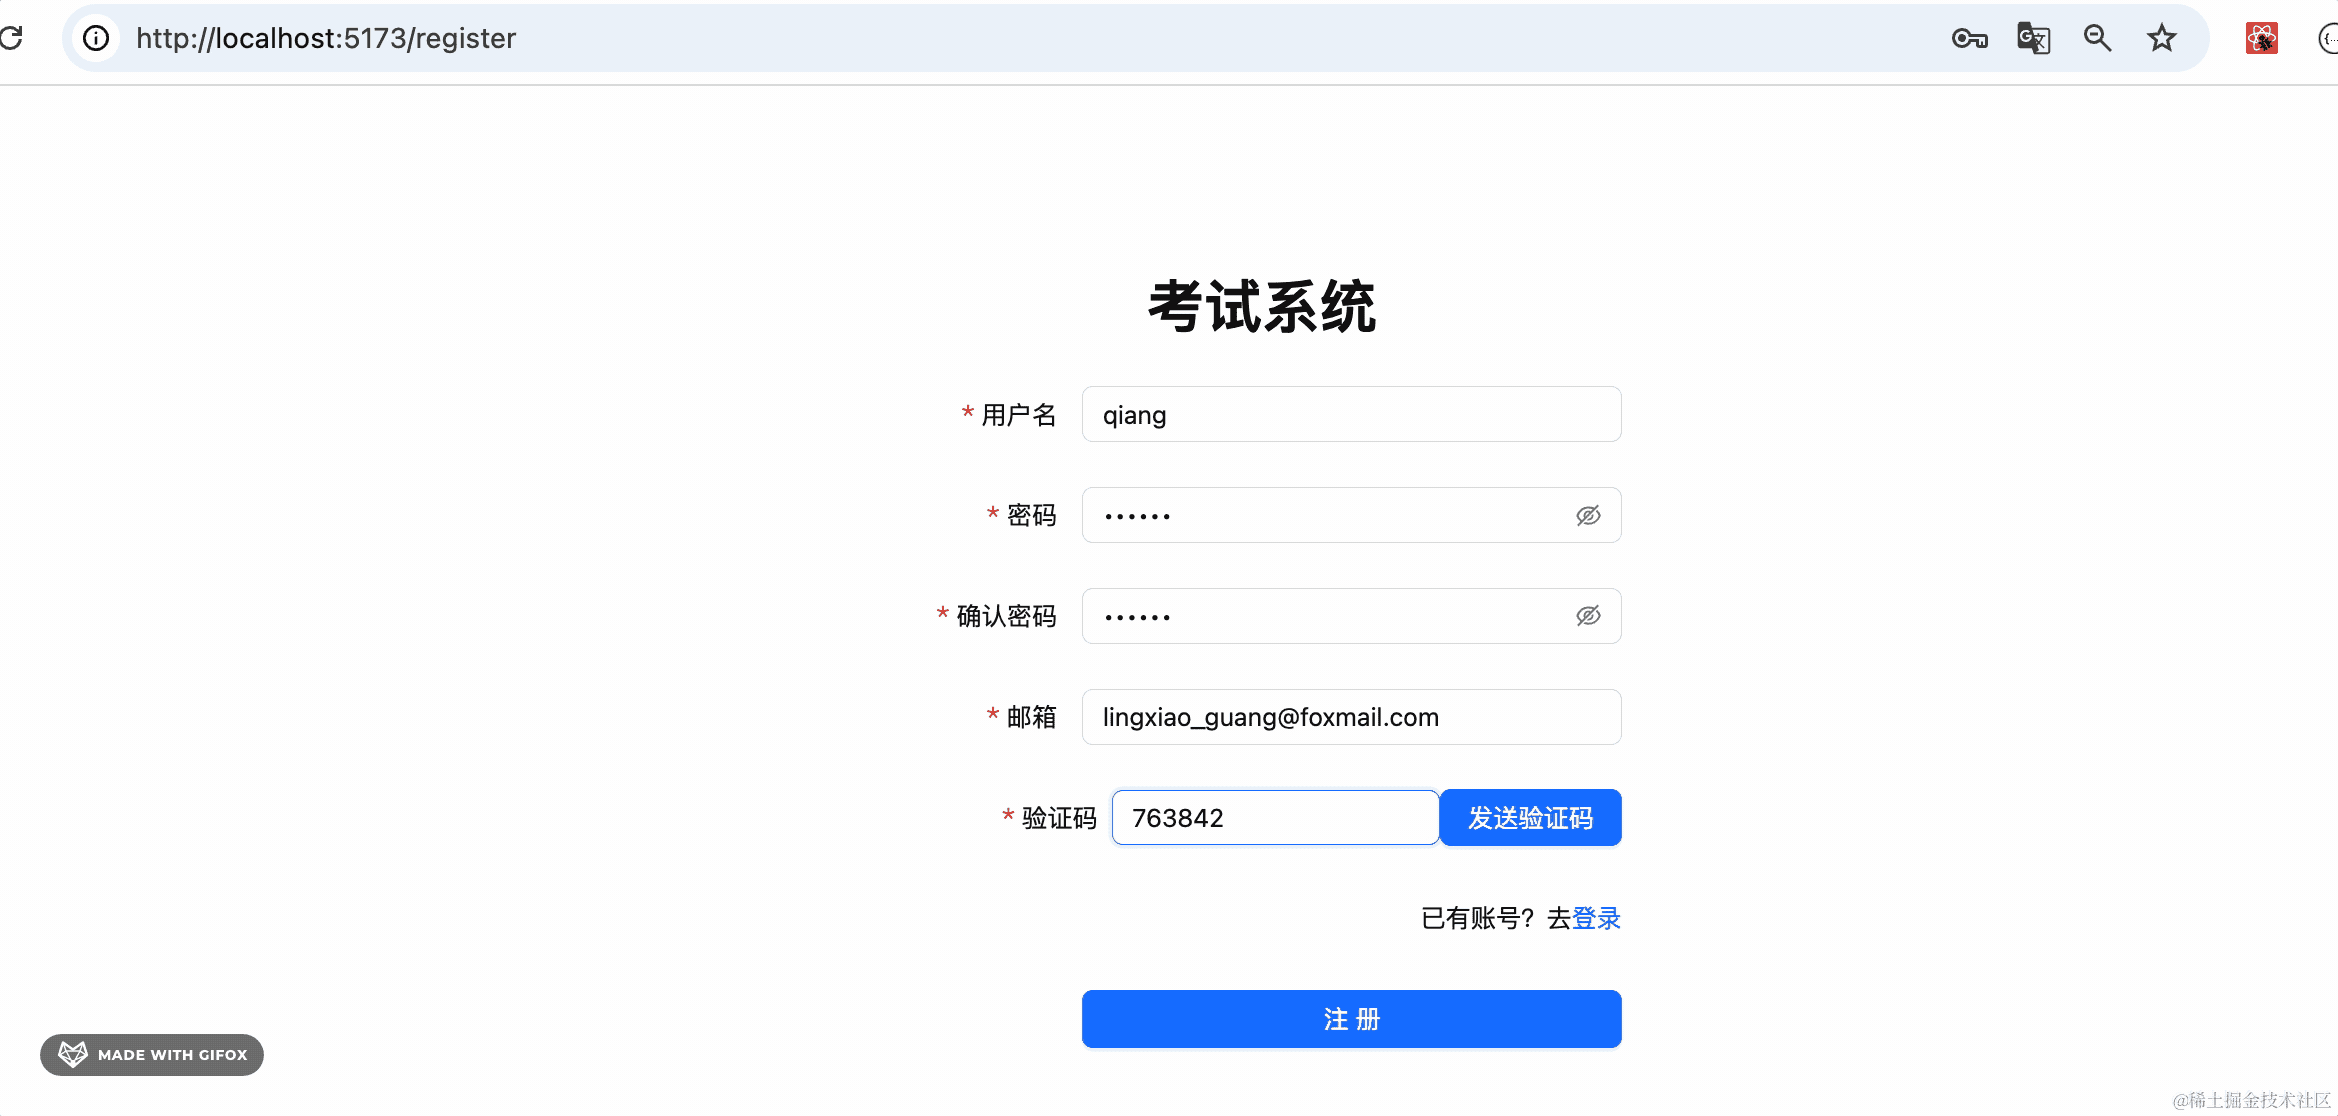 http://localhost:5173/register
考试系统
* 用户名 qiang
* 密码 ••••••
* 确认密码 ••••••
* 邮箱 lingxiao_guang@foxmail.com
* 验证码 763842 发送验证码
已有账号？去登录
注 册
MADE WITH GIFOX
@稀土掘金技术社区